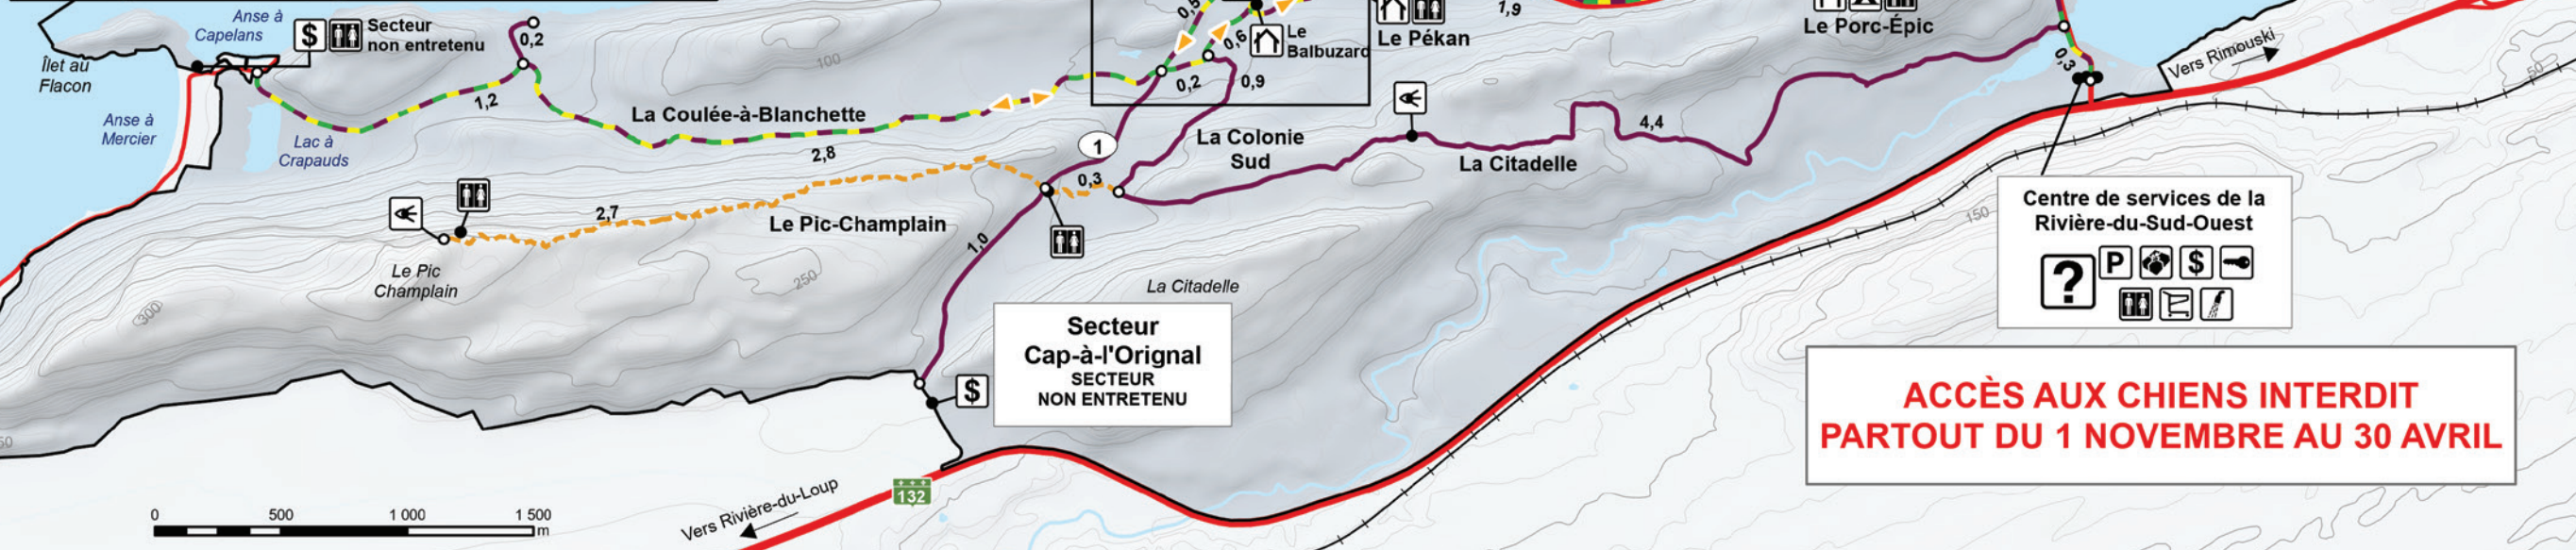 Anse à
Capelans
$
Secteur
non entretenu
0,2
Îlet au
Flacon
Anse à
Mercier
Lac à
Crapauds
1,2
La Coulée-à-Blanchette
2,8
100
0,5
0,6
Le
Balbuzard
0,2
0,9
Le Pékan
1,9
Le Porc-Épic
0,3
Vers Rimouski
50
1
La Colonie
Sud
0,3
La Citadelle
4,4
2,7
Le Pic-Champlain
1,0
Le Pic
Champlain
300
250
La Citadelle
150
Centre de services de la
Rivière-du-Sud-Ouest
? P $
Secteur
Cap-à-l'Orignal
SECTEUR
NON ENTRETENU
$
ACCÈS AUX CHIENS INTERDIT
PARTOUT DU 1 NOVEMBRE AU 30 AVRIL
132
Vers Rivière-du-Loup
0 500 1 000 1 500
m